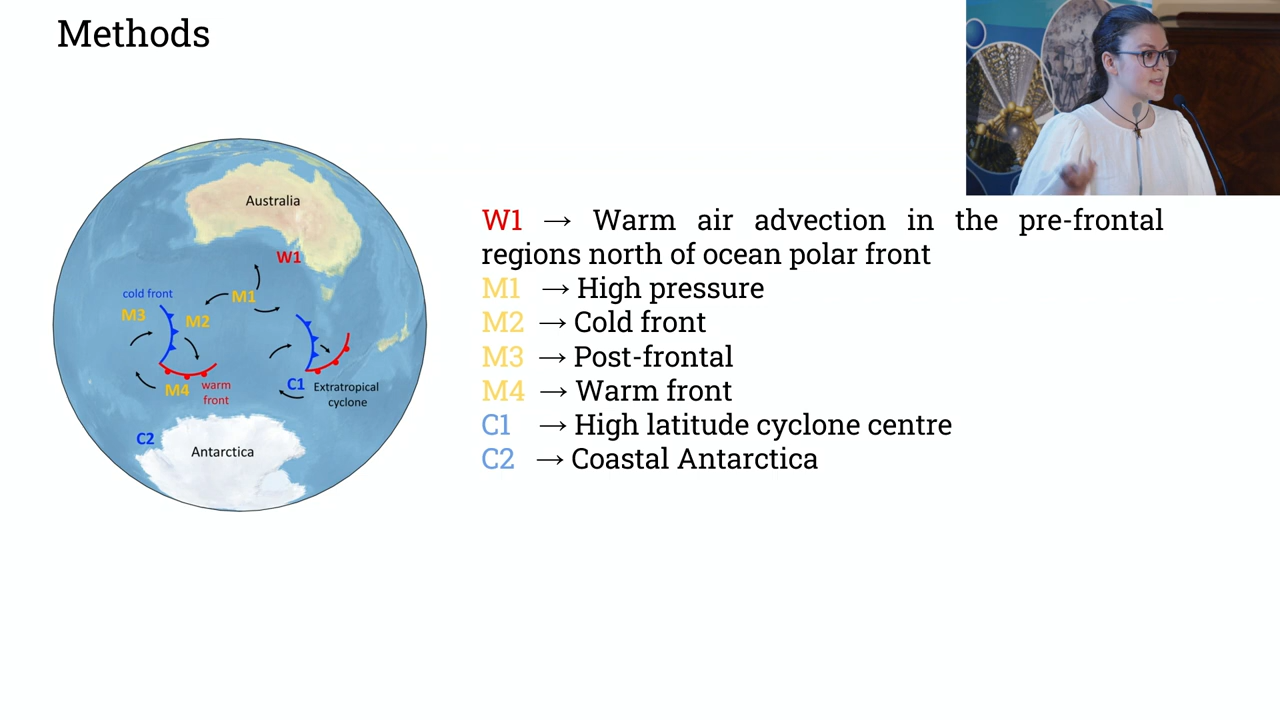 Methods
Australia
W1
cold front
M1
M3
M2
M4
warm
front
C1
Extratropical
cyclone
C2
Antarctica
W1 → Warm air advection in the pre-frontal
regions north of ocean polar front
M1 → High pressure
M2 → Cold front
M3 → Post-frontal
M4 → Warm front
C1 → High latitude cyclone centre
C2 → Coastal Antarctica